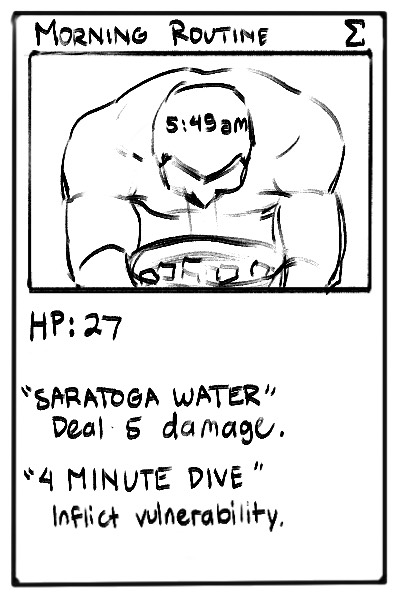 MORNING ROUTINE Σ
5:49am
HP: 27
"SARATOGA WATER"
Deal 5 damage.
"4 MINUTE DIVE"
Inflict vulnerability.